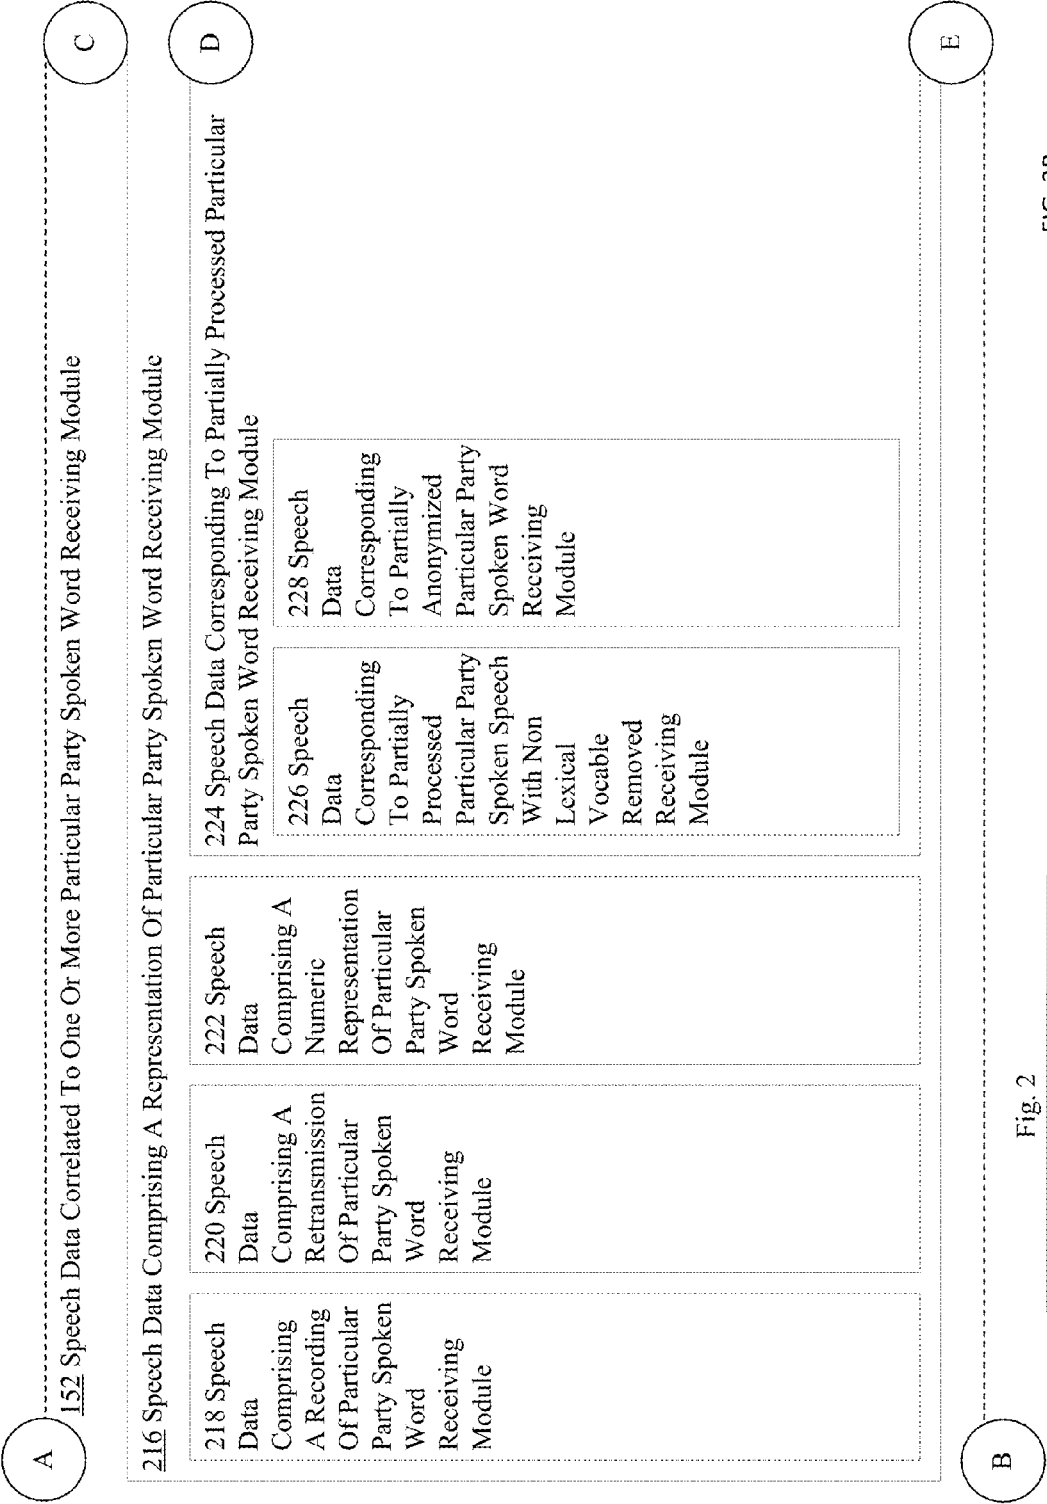 A
C
152 Speech Data Correlated To One Or More Particular Party Spoken Word Receiving Module
216 Speech Data Comprising A Representation Of Particular Party Spoken Word Receiving Module
D
218 Speech
Data
Comprising
A Recording
Of Particular
Party Spoken
Word
Receiving
Module
220 Speech
Data
Comprising A
Retransmission
Of Particular
Party Spoken
Word
Receiving
Module
222 Speech
Data
Comprising A
Numeric
Representation
Of Particular
Party Spoken
Word
Receiving
Module
224 Speech Data Corresponding To Partially Processed Particular
Party Spoken Word Receiving Module
226 Speech
Data
Corresponding
To Partially
Processed
Particular Party
Spoken Speech
With Non
Lexical
Vocable
Removed
Receiving
Module
228 Speech
Data
Corresponding
To Partially
Anonymized
Particular Party
Spoken Word
Receiving
Module
B
E
Fig. 2